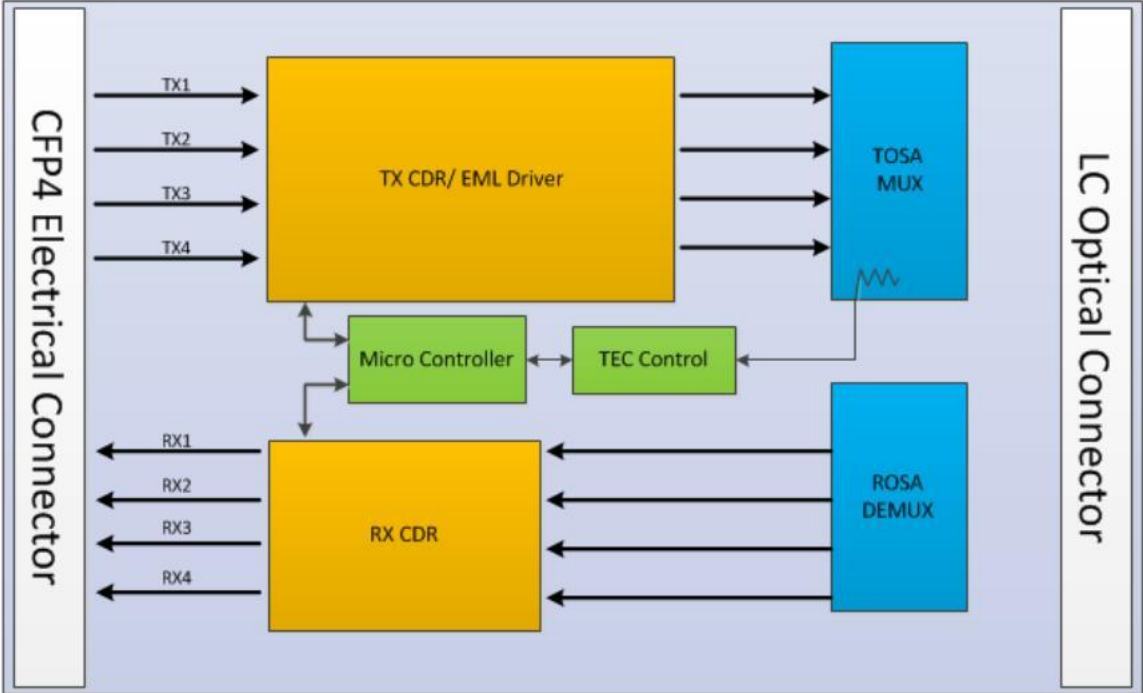 CFP4 Electrical Connector
TX1
TX2
TX3
TX4
TX CDR/ EML Driver
TOSA
MUX
LC Optical Connector
Micro Controller
TEC Control
RX1
RX2
RX3
RX4
RX CDR
ROSA
DEMUX